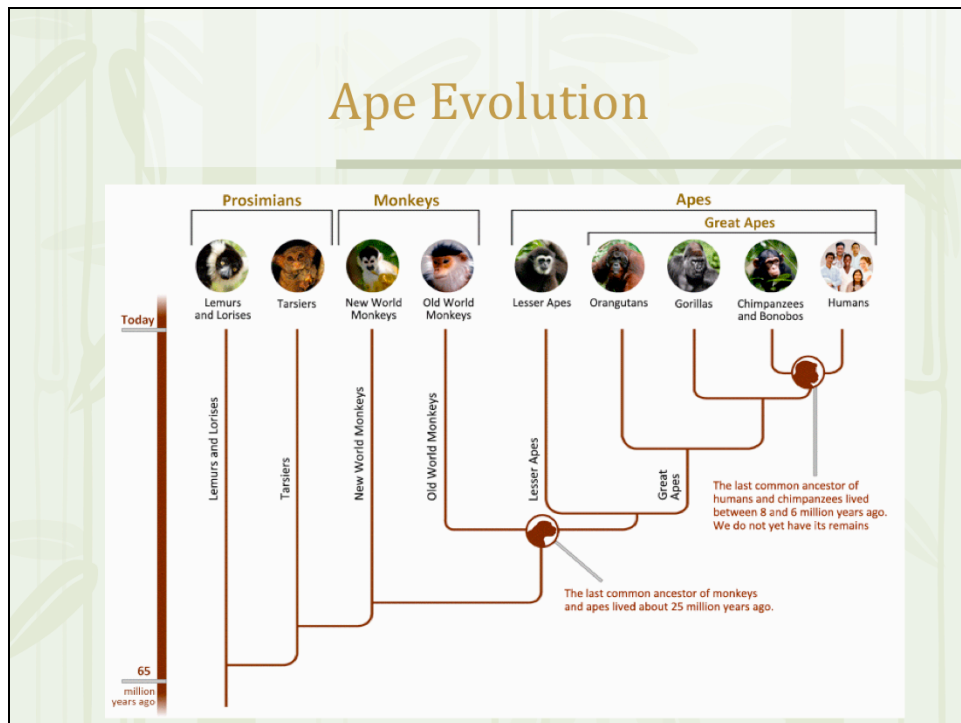 Ape Evolution
Prosimians
Monkeys
Apes
Great Apes
Lemurs
and Lorises
Tarsiers
New World
Monkeys
Old World
Monkeys
Lesser Apes
Orangutans
Gorillas
Chimpanzees
and Bonobos
Humans
Today
Lemurs and Lorises
Tarsiers
New World Monkeys
Old World Monkeys
Lesser Apes
Great
Apes
The last common ancestor of
humans and chimpanzees lived
between 8 and 6 million years ago.
We do not yet have its remains
The last common ancestor of monkeys
and apes lived about 25 million years ago.
65
million
years ago